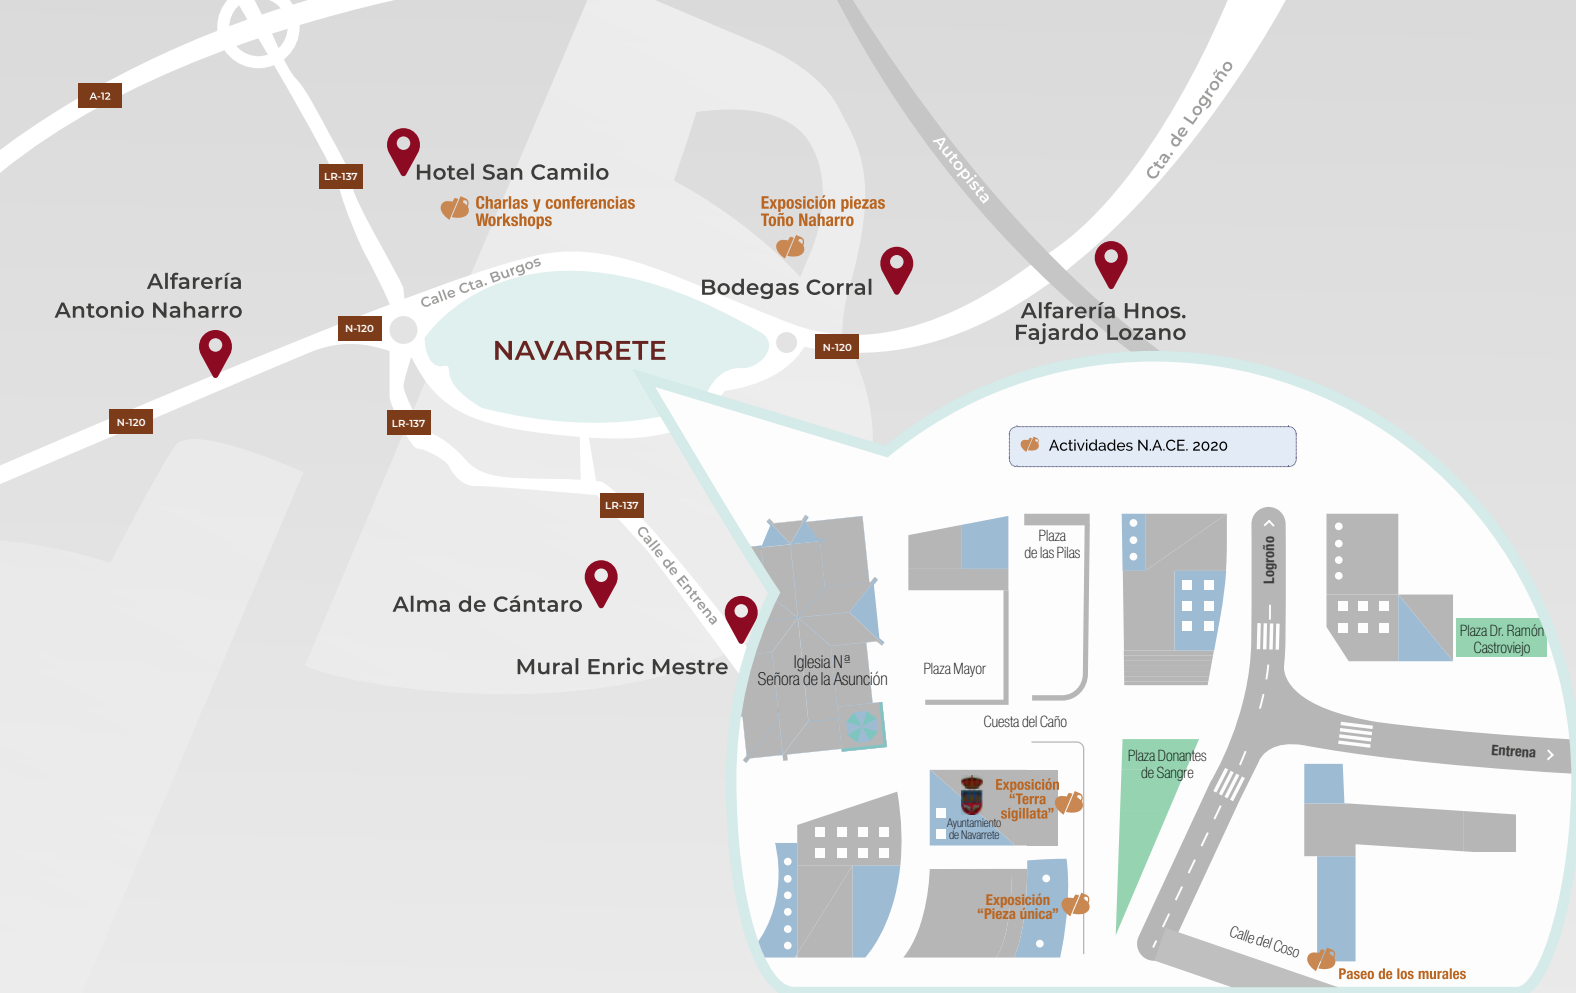 A-12
LR-137
Hotel San Camilo
Charlas y conferencias
Workshops
Exposición piezas
Toño Naharro
Autopista
Cta. de Logroño
Alfarería
Antonio Naharro
Calle Cta. Burgos
Bodegas Corral
Alfarería Hnos.
Fajardo Lozano
N-120
NAVARRETE
N-120
N-120
LR-137
LR-137
Calle de Entrena
Alma de Cántaro
Mural Enric Mestre
Actividades N.A.CE. 2020
Plaza
de las Pilas
Logroño
Plaza Dr. Ramón
Castroviejo
Iglesia Nª
Señora de la Asunción
Plaza Mayor
Cuesta del Caño
Plaza Donantes
de Sangre
Entrena
Exposición
“Terra
sigillata”
Ayuntamiento
de Navarrete
Exposición
“Pieza única”
Calle del Coso
Paseo de los murales